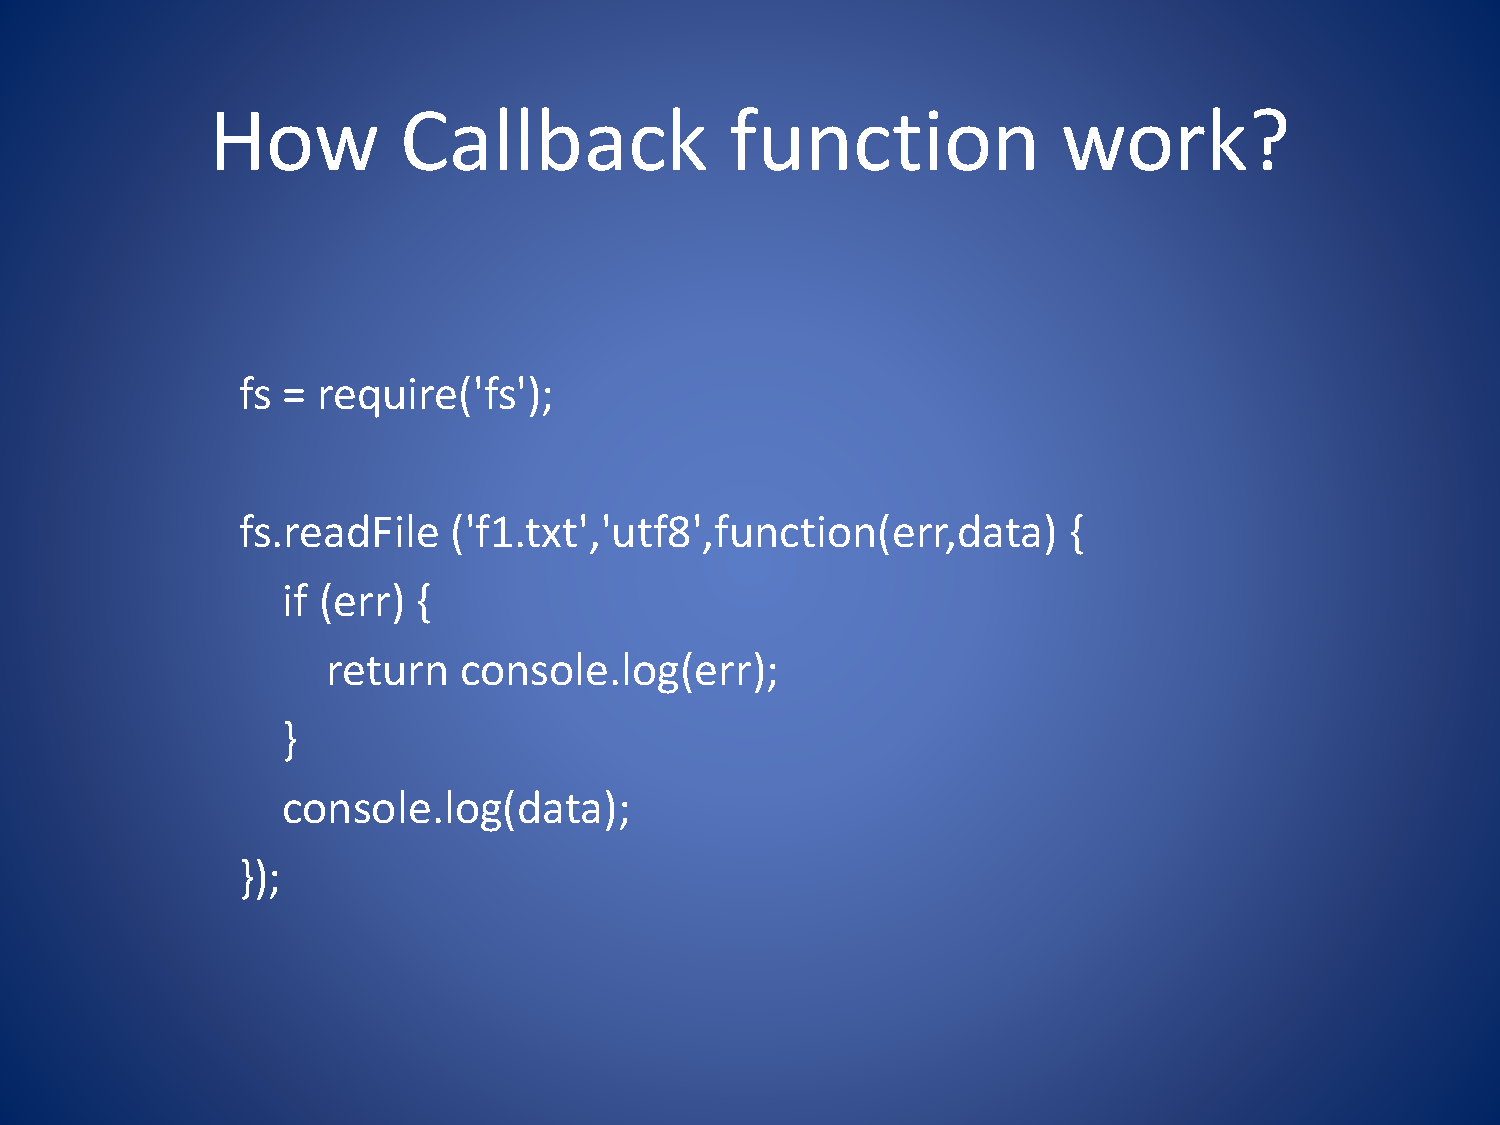 How Callback function work?
fs = require('fs');
fs.readFile ('f1.txt','utf8',function(err,data) {
if (err) {
return console.log(err);
}
console.log(data);
});